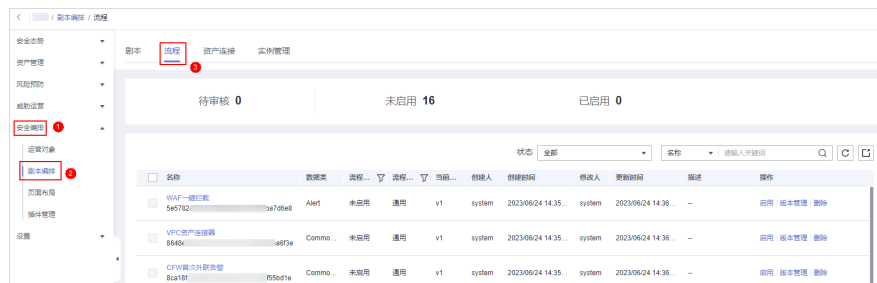 / 剧本编排 / 流程
安全态势
资产管理
风险预防
威胁运营
安全编排 1
运营对象
剧本编排 2
页面布局
插件管理
设置
剧本 流程 资产连接 实例管理
3
待审核 0 未启用 16 已启用 0
状态 全部 名称 请输入关键词
名称 数据类 流程... 流程... 当前... 创建人 创建时间 修改人 更新时间 描述 操作
WAF一键拦截 Alert 未启用 通用 v1 system 2023/06/24 14:35... system 2023/06/24 14:36... -- 启用 版本管理 删除
5e5782 ba7d6e8
VPC资产连接器 Commo... 未启用 通用 v1 system 2023/06/24 14:35... system 2023/06/24 14:36... -- 启用 版本管理 删除
8648 a6f3e
CFW首次外联告警 Commo... 未启用 通用 v1 system 2023/06/24 14:35... system 2023/06/24 14:36... -- 启用 版本管理 删除
8ca18f f55bd1e